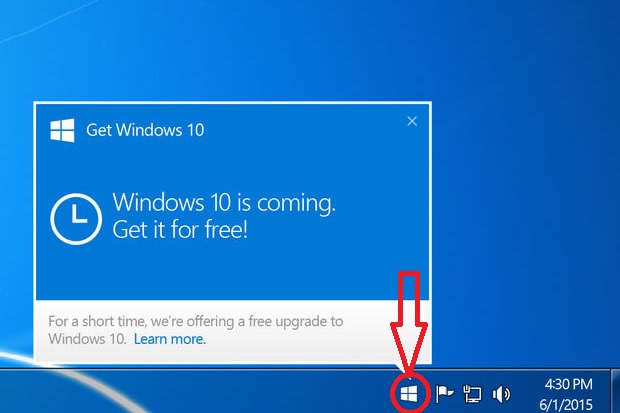 Get Windows 10
Windows 10 is coming.
Get it for free!
For a short time, we're offering a free upgrade to
Windows 10. Learn more.
4:30 PM
6/1/2015